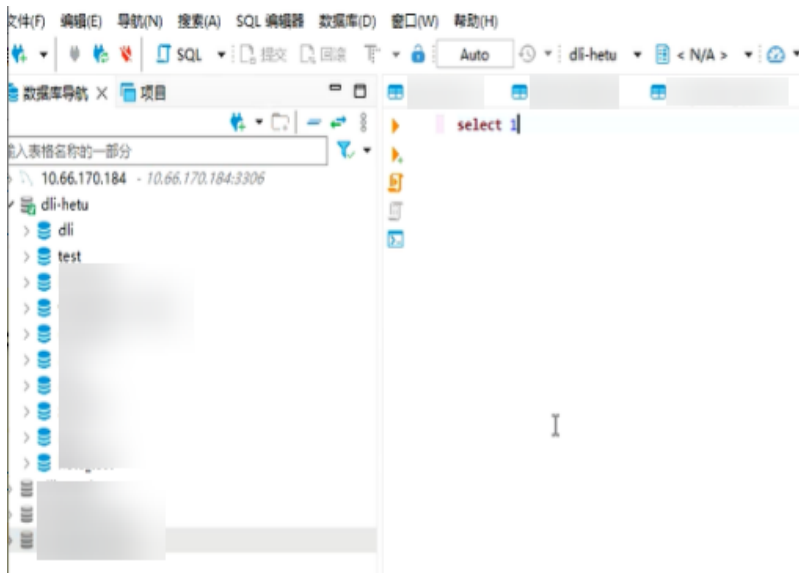 文件(F) 编辑(E) 导航(N) 搜索(A) SQL 编辑器 数据库(D) 窗口(W) 帮助(H)
SQL 提交 回滚 Auto dli-hetu < N/A >
数据库导航 项目
输入表格名称的一部分
10.66.170.184 - 10.66.170.184:3306
dli-hetu
dli
test
select 1